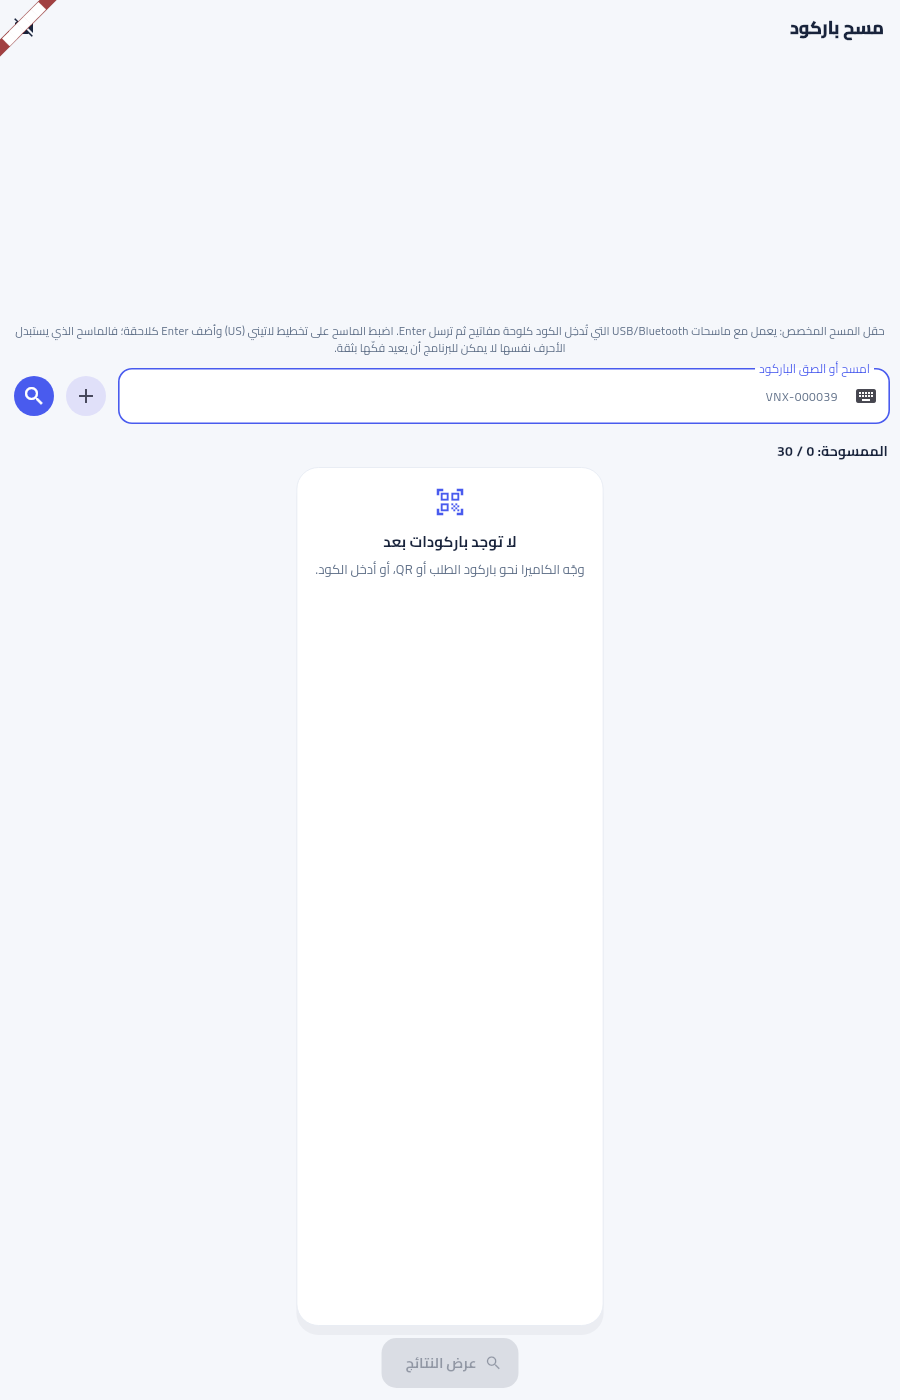 مسح باركود
حقل المسح المخصص: يعمل مع ماسحات USB/Bluetooth التي تُدخِل الكود كلوحة مفاتيح ثم ترسل Enter. اضبط الماسح على تخطيط لاتيني (US) وأضف Enter كلاحقة؛ فالماسح الذي يستبدل
الأحرف نفسها لا يمكن للبرنامج أن يعيد فكّها بثقة.
امسح أو الصق الباركود
VNX-000039
الممسوحة: 0 / 30
لا توجد باركودات بعد
وجّه الكاميرا نحو باركود الطلب أو QR، أو أدخل الكود.
عرض النتائج